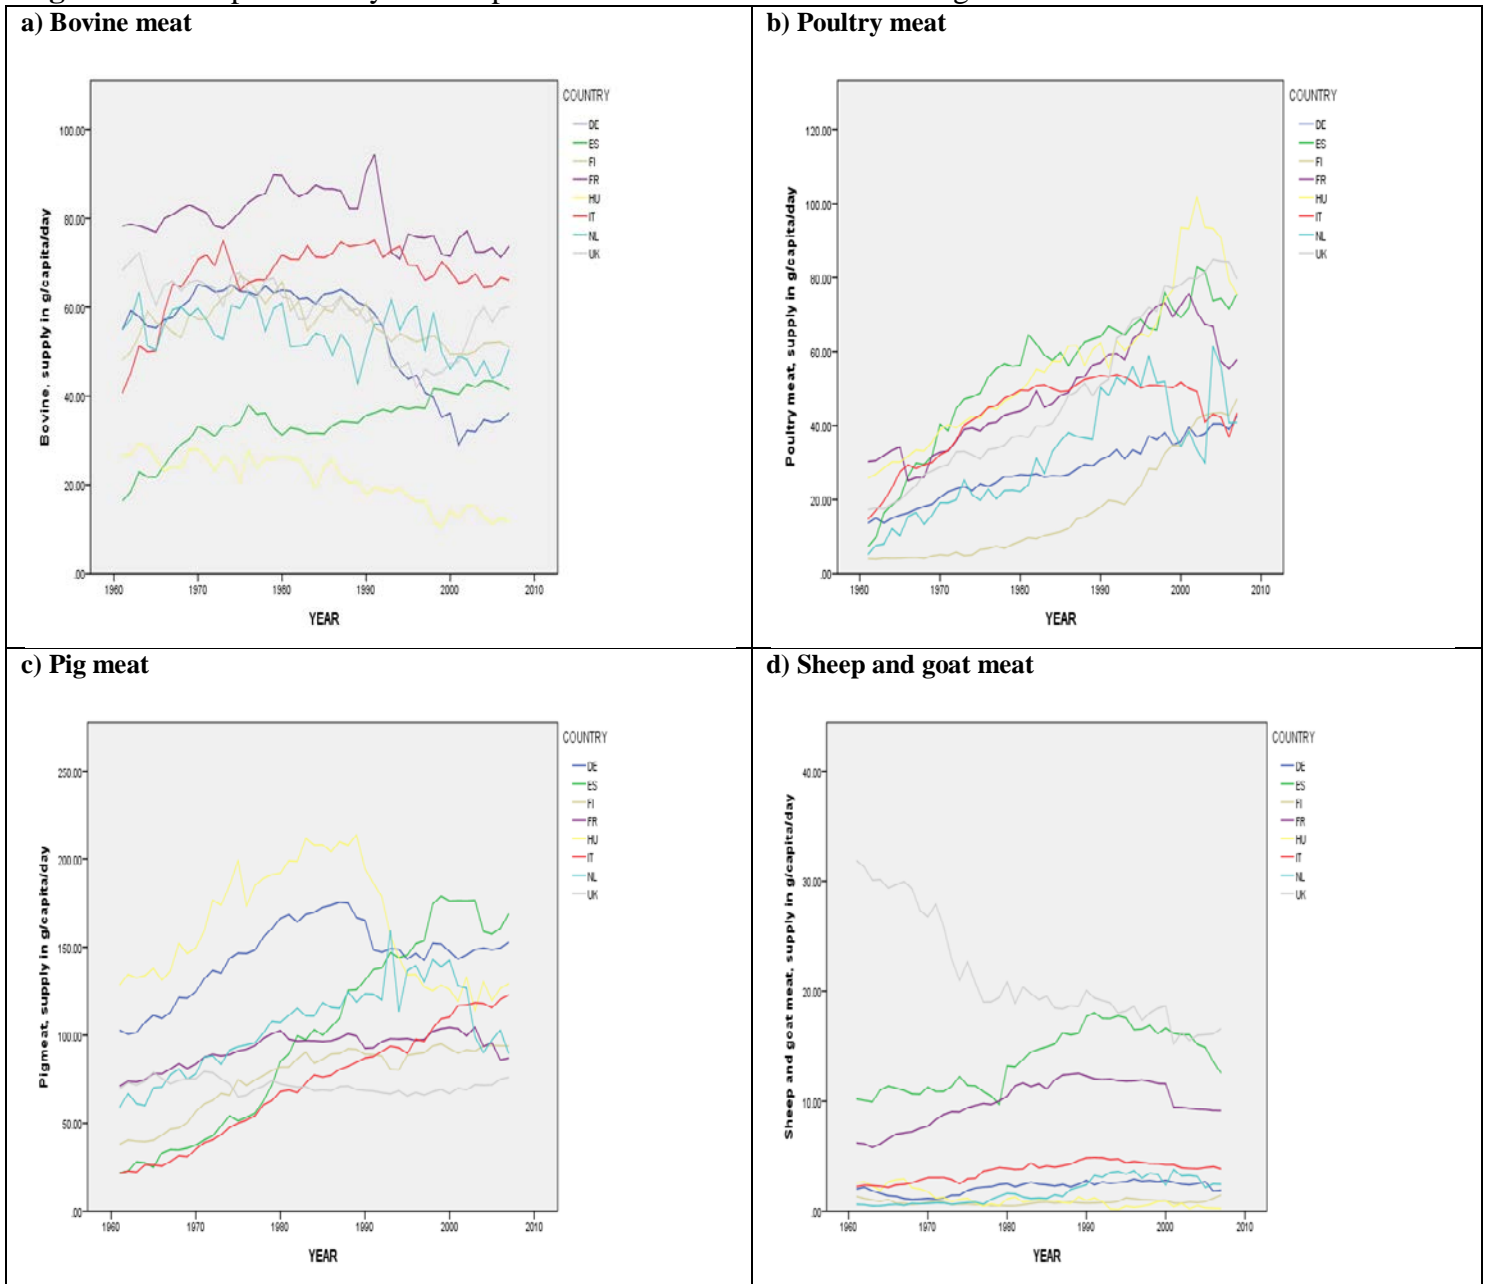 a) Bovine meat
COUNTRY
DE
ES
FI
FR
HU
IT
NL
UK
Bovine, supply in g/capita/day
100.00
80.00
60.00
40.00
20.00
.00
1960 1970 1980 1990 2000 2010
YEAR
b) Poultry meat
COUNTRY
DE
ES
FI
FR
HU
IT
NL
UK
Poultry meat, supply in g/capita/day
120.00
100.00
80.00
60.00
40.00
20.00
.00
1960 1970 1980 1990 2000 2010
YEAR
c) Pig meat
COUNTRY
DE
ES
FI
FR
HU
IT
NL
UK
Pigmeat, supply in g/capita/day
250.00
200.00
150.00
100.00
50.00
.00
1960 1970 1980 1990 2000 2010
YEAR
d) Sheep and goat meat
COUNTRY
DE
ES
FI
FR
HU
IT
NL
UK
Sheep and goat meat, supply in g/capita/day
40.00
30.00
20.00
10.00
.00
1960 1970 1980 1990 2000 2010
YEAR